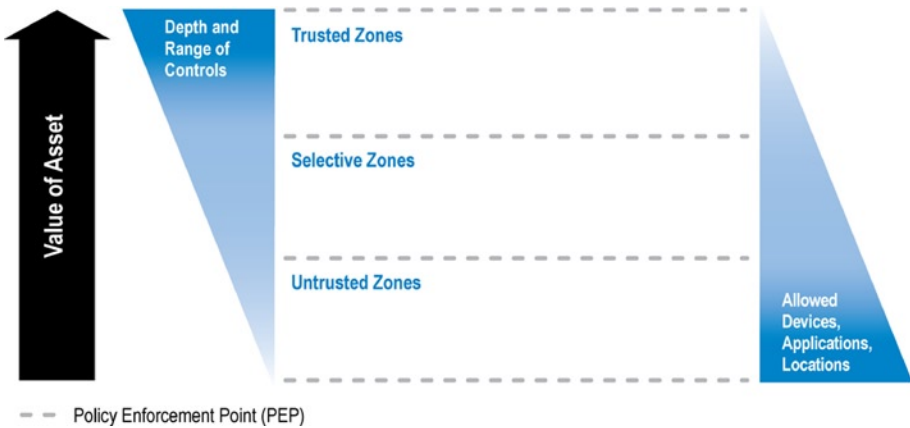 Value of Asset
Depth and
Range of
Controls
Trusted Zones
Selective Zones
Untrusted Zones
Allowed
Devices,
Applications,
Locations
Policy Enforcement Point (PEP)